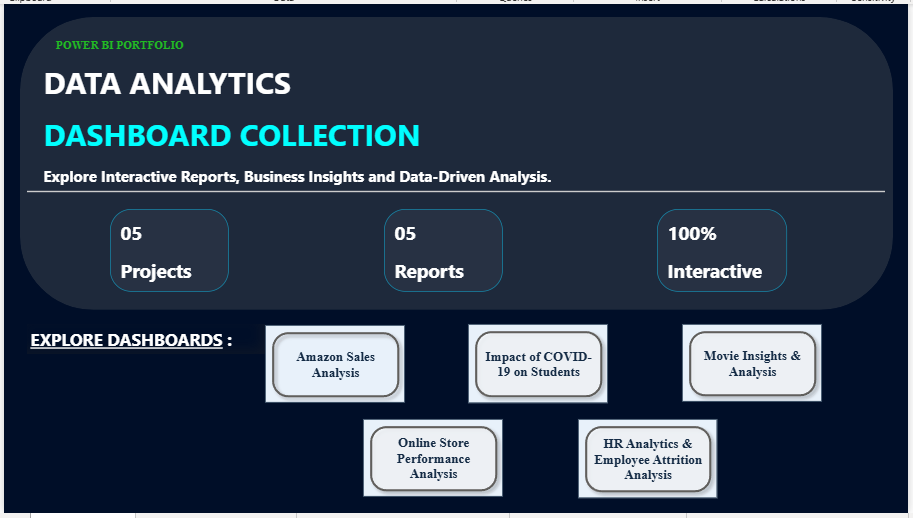 POWER BI PORTFOLIO
DATA ANALYTICS
DASHBOARD COLLECTION
Explore Interactive Reports, Business Insights and Data-Driven Analysis.
05
Projects
05
Reports
100%
Interactive
EXPLORE DASHBOARDS :
Amazon Sales
Analysis
Impact of COVID-
19 on Students
Movie Insights &
Analysis
Online Store
Performance
Analysis
HR Analytics &
Employee Attrition
Analysis